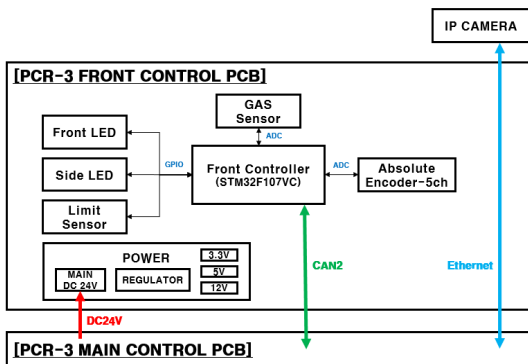 IP CAMERA
[PCR-3 FRONT CONTROL PCB]
GAS
Sensor
Front LED
ADC
GPIO
Side LED
Front Controller
(STM32F107VC)
ADC
Absolute
Encoder-5ch
Limit
Sensor
POWER
MAIN
DC 24V
REGULATOR
3.3V
5V
12V
CAN2
Ethernet
DC24V
[PCR-3 MAIN CONTROL PCB]